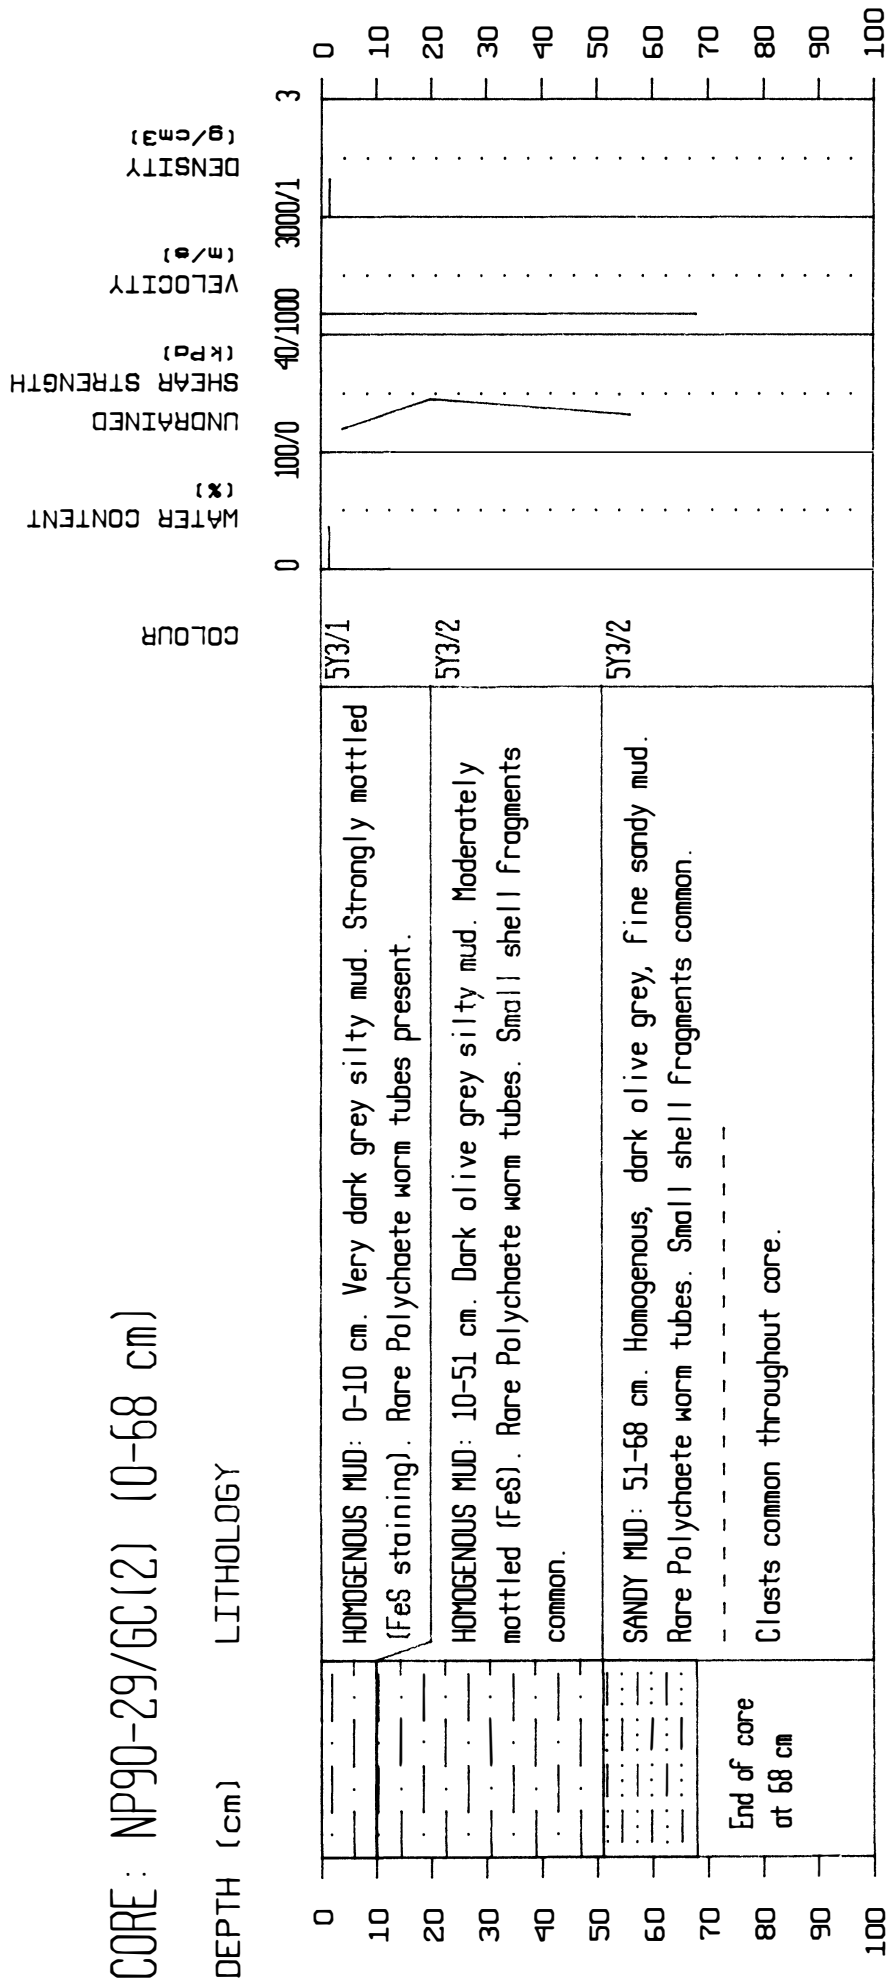 CORE: NP90-29/GC(2) (0-68 cm)
DEPTH (cm)
LITHOLOGY
COLOUR
WATER CONTENT
(%)
UNDRAINED
SHEAR STRENGTH
(kPa)
VELOCITY
(m/s)
DENSITY
(g/cm3)
0 100/0 40/1000 3000/1 3
0
10
20
30
40
50
60
70
80
90
100
HOMOGENOUS MUD: 0-10 cm. Very dark grey silty mud. Strongly mottled
(FeS staining). Rare Polychaete worm tubes present.
5Y3/1
HOMOGENOUS MUD: 10-51 cm. Dark olive grey silty mud. Moderately
mottled (FeS). Rare Polychaete worm tubes. Small shell fragments
common.
5Y3/2
SANDY MUD: 51-68 cm. Homogenous, dark olive grey, fine sandy mud.
Rare Polychaete worm tubes. Small shell fragments common.
5Y3/2
Clasts common throughout core.
End of core
at 68 cm
0
10
20
30
40
50
60
70
80
90
100